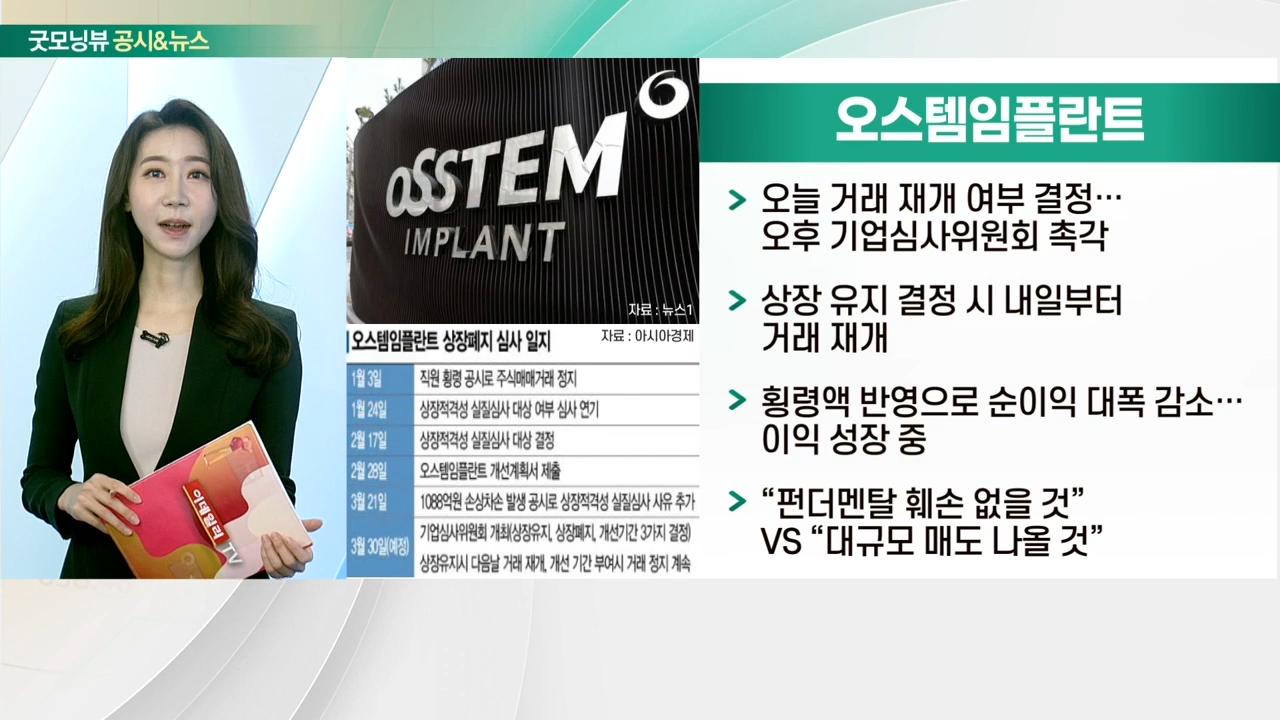 굿모닝뷰 공시&뉴스
OSSTEM
IMPLANT
자료 : 뉴스1
오스템임플란트 상장폐지 심사 일지
자료 : 아시아경제
1월 3일 직원 횡령 공시로 주식매매거래 정지
1월 24일 상장적격성 실질심사 대상 여부 심사 연기
2월 17일 상장적격성 실질심사 대상 결정
2월 28일 오스템임플란트 개선계획서 제출
3월 21일 1088억원 손상차손 발생 공시로 상장적격성 실질심사 사유 추가
3월 30일(예정) 기업심사위원회 개최(상장유지, 상장폐지, 개선기간 3가지 결정)
상장유지시 다음날 거래 재개, 개선 기간 부여시 거래 정지 계속
이데일리 TV
오스템임플란트
오늘 거래 재개 여부 결정…
오후 기업심사위원회 촉각
상장 유지 결정 시 내일부터
거래 재개
횡령액 반영으로 순이익 대폭 감소…
이익 성장 중
“펀더멘탈 훼손 없을 것”
VS “대규모 매도 나올 것”